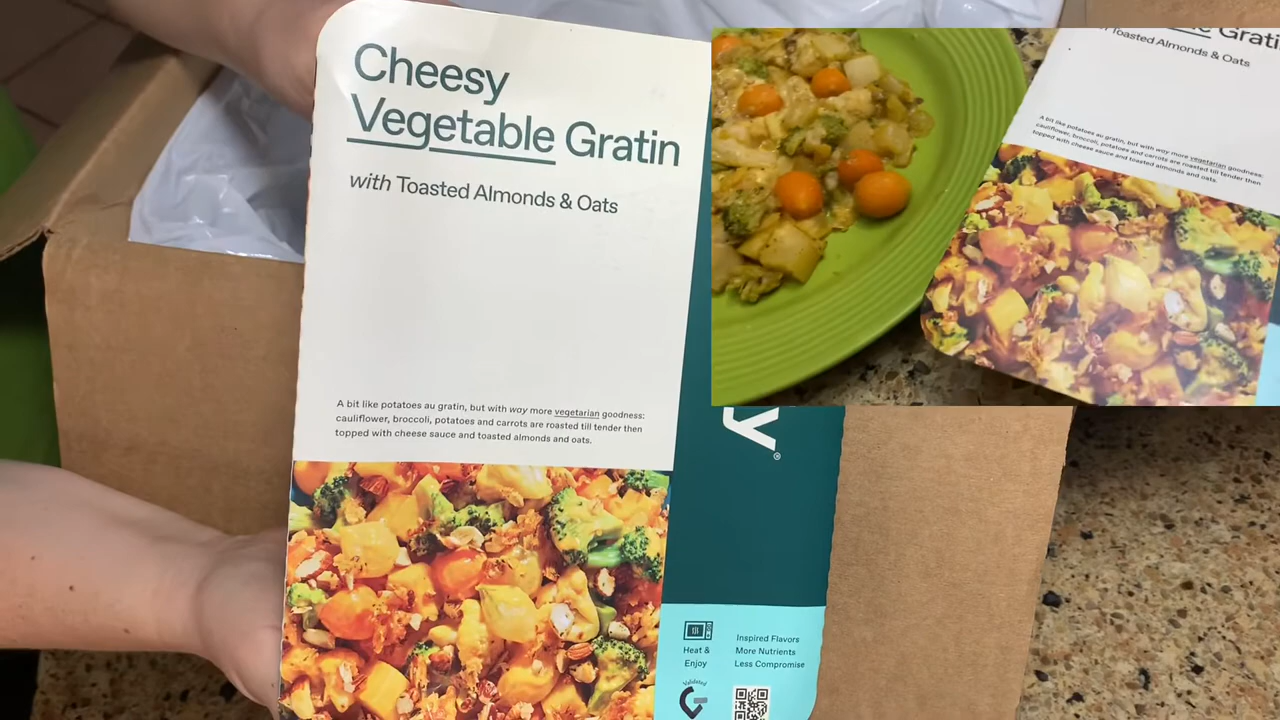 Cheesy
Vegetable Gratin
with Toasted Almonds & Oats
A bit like potatoes au gratin, but with way more vegetarian goodness:
cauliflower, broccoli, potatoes and carrots are roasted till tender then
topped with cheese sauce and toasted almonds and oats.
y®
Heat &
Enjoy
Inspired Flavors
More Nutrients
Less Compromise
Validated
G
Grati
Toasted Almonds & Oats
A bit like potatoes au gratin, but with way more vegetarian goodness:
cauliflower, broccoli, potatoes and carrots are roasted till tender then
topped with cheese sauce and toasted almonds and oats.